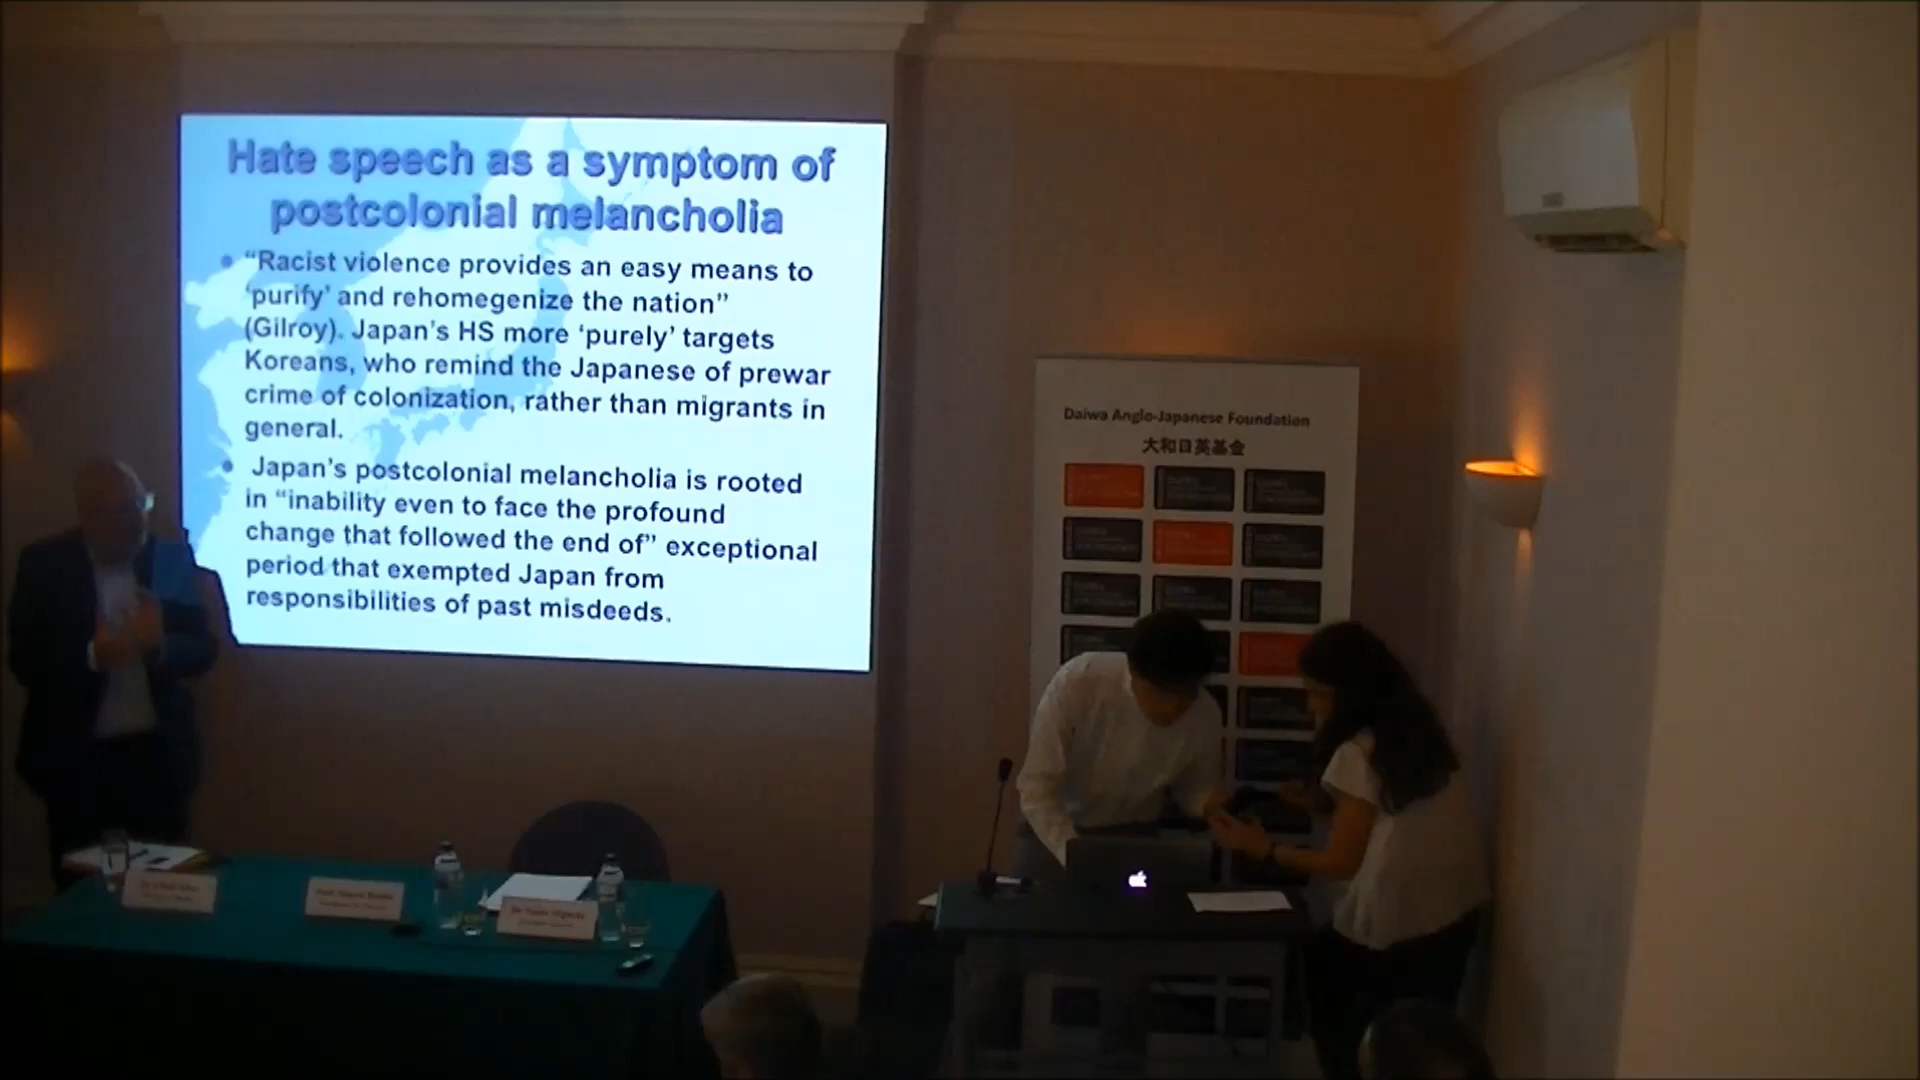 Hate speech as a symptom of
postcolonial melancholia
• “Racist violence provides an easy means to
‘purify’ and rehomegenize the nation”
(Gilroy). Japan’s HS more ‘purely’ targets
Koreans, who remind the Japanese of prewar
crime of colonization, rather than migrants in
general.
• Japan’s postcolonial melancholia is rooted
in “inability even to face the profound
change that followed the end of” exceptional
period that exempted Japan from
responsibilities of past misdeeds.
Daiwa Anglo-Japanese Foundation
大和日英基金